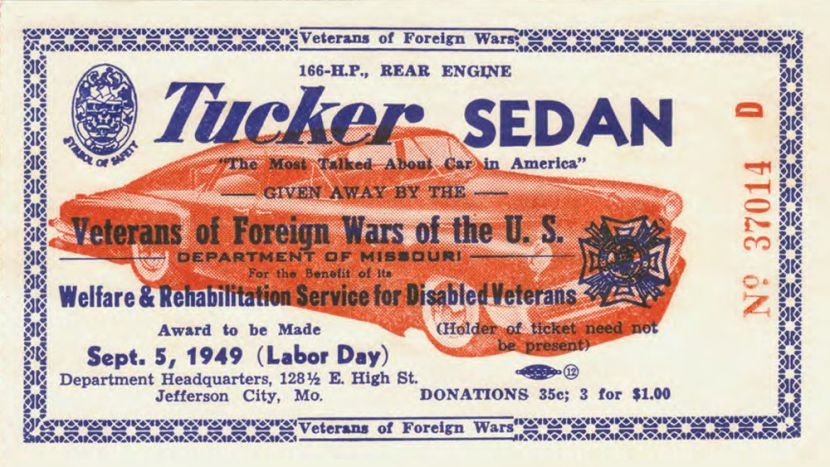 Veterans of Foreign Wars
166-H.P., REAR ENGINE
Tucker SEDAN
SYMBOL OF SAFETY
"The Most Talked About Car in America"
GIVEN AWAY BY THE
Veterans of Foreign Wars of the U. S.
DEPARTMENT OF MISSOURI
For the Benefit of its
Welfare & Rehabilitation Service for Disabled Veterans
Award to be Made
Sept. 5, 1949 (Labor Day)
Department Headquarters, 128½ E. High St.
Jefferson City, Mo.
(Holder of ticket need not
be present)
12
DONATIONS 35c; 3 for $1.00
Veterans of Foreign Wars
Nº 37014 D